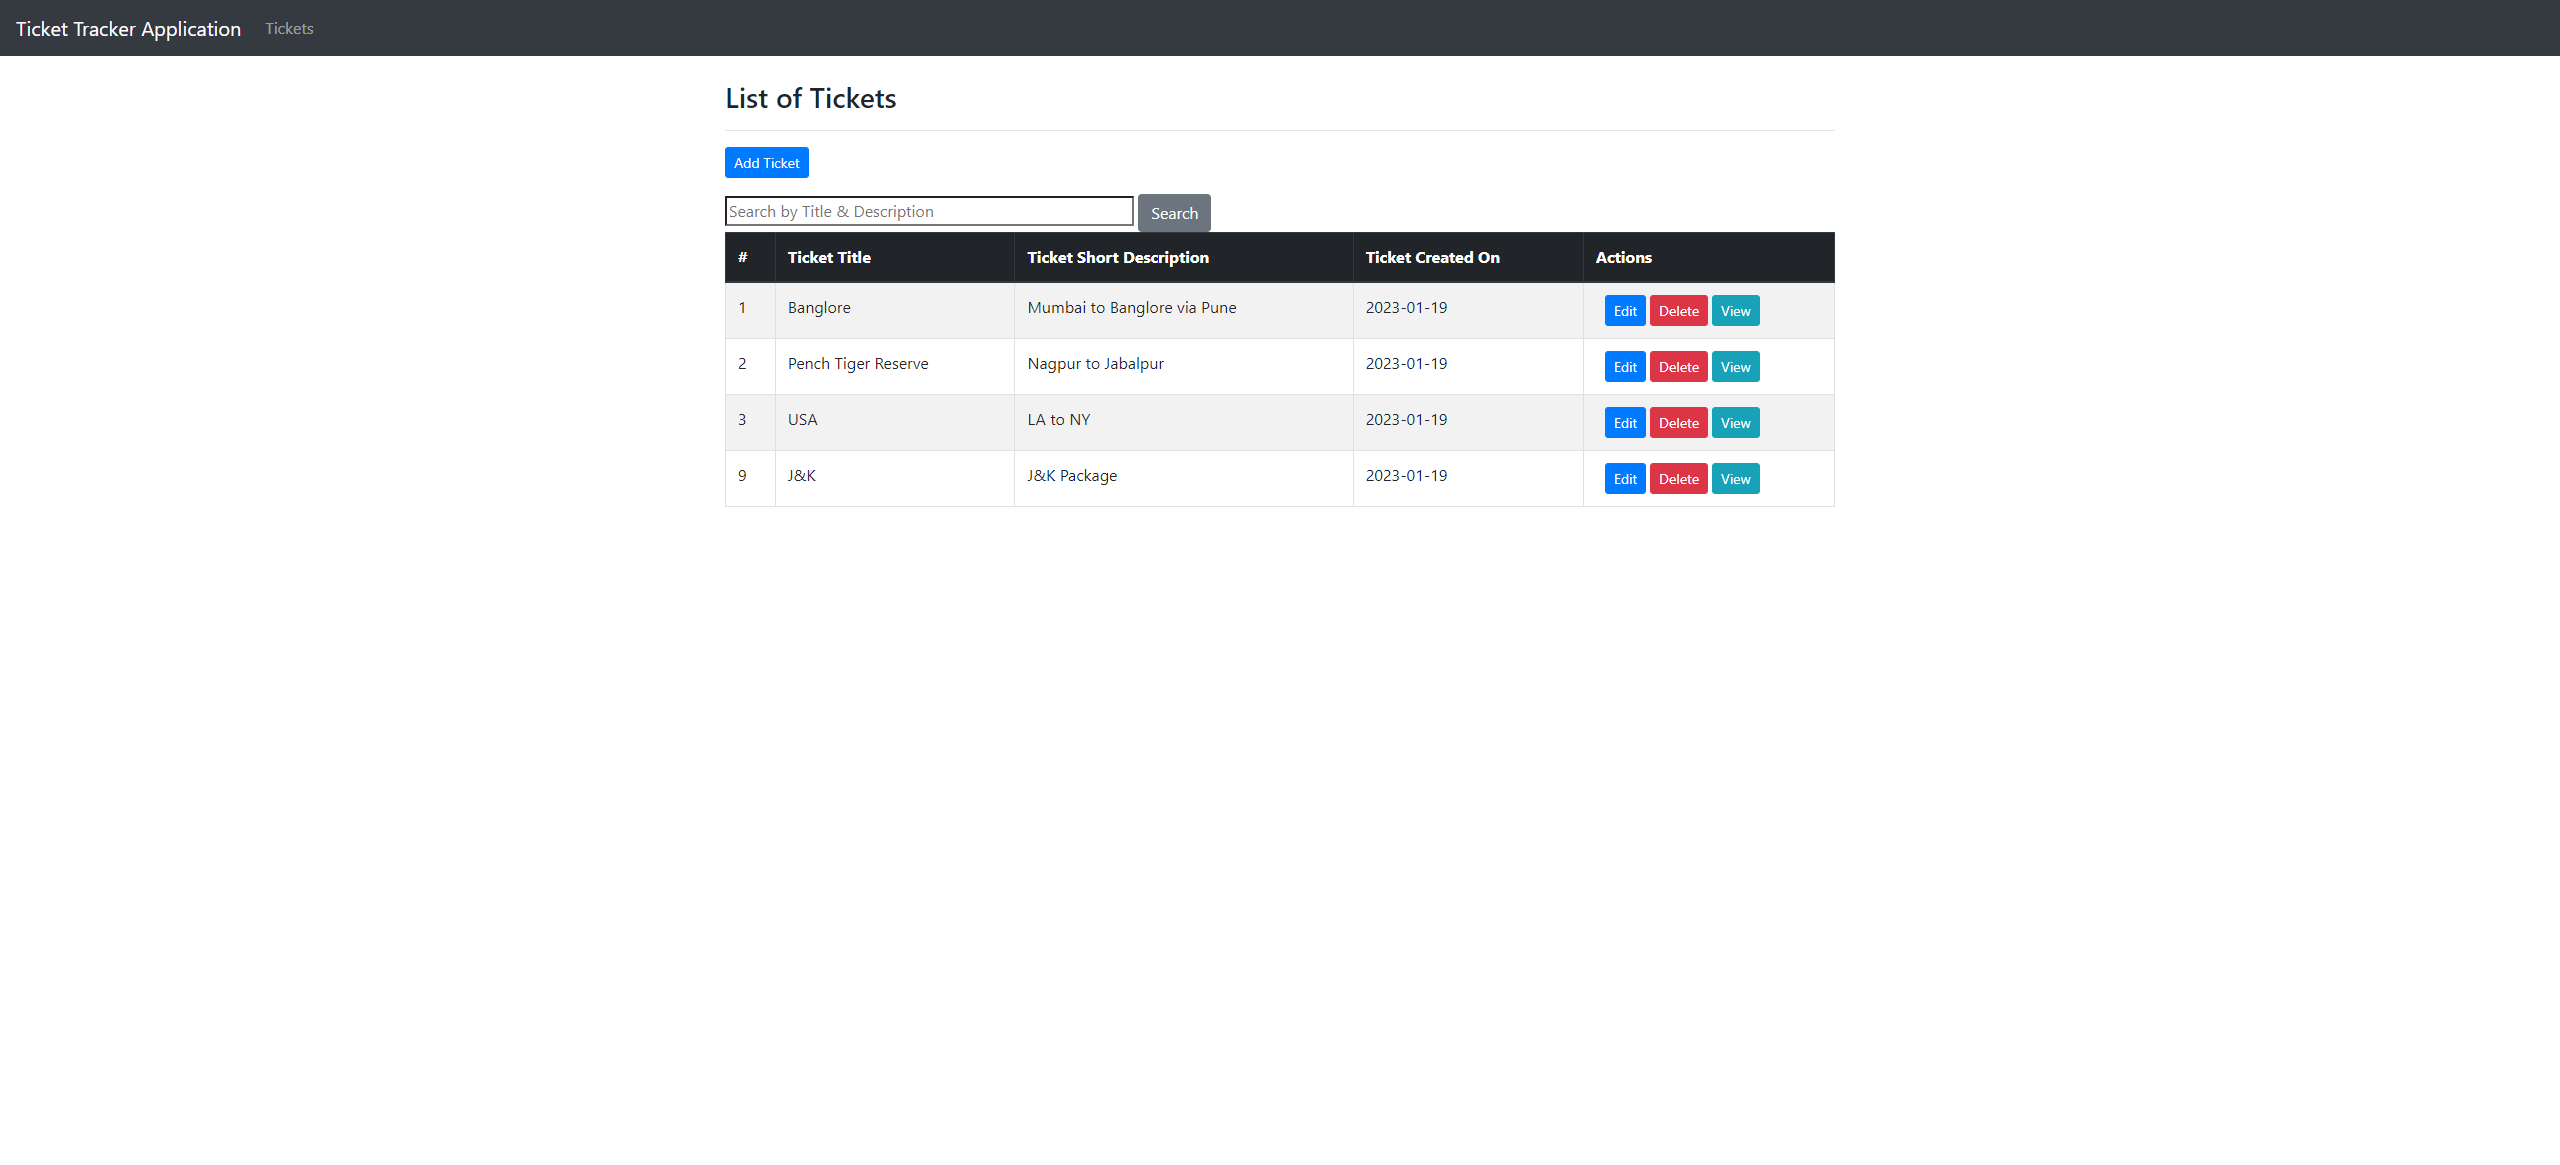 Ticket Tracker Application Tickets
List of Tickets
Add Ticket
Search by Title & Description Search
# Ticket Title Ticket Short Description Ticket Created On Actions
1 Banglore Mumbai to Banglore via Pune 2023-01-19 Edit Delete View
2 Pench Tiger Reserve Nagpur to Jabalpur 2023-01-19 Edit Delete View
3 USA LA to NY 2023-01-19 Edit Delete View
9 J&K J&K Package 2023-01-19 Edit Delete View